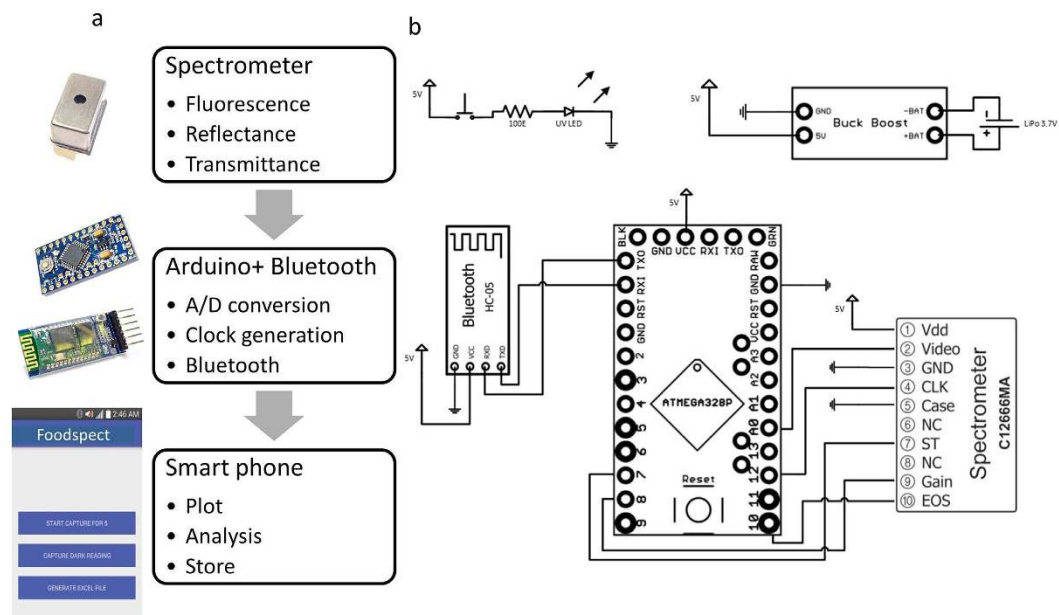 a
Spectrometer
• Fluorescence
• Reflectance
• Transmittance
Arduino+ Bluetooth
• A/D conversion
• Clock generation
• Bluetooth
2:46 AM
Foodspect
START CAPTURE FOR 5
CAPTURE DARK READING
GENERATE EXCEL FILE
Smart phone
• Plot
• Analysis
• Store
b
5V
100E
UV LED
5V
GND
5V
Buck Boost
-BAT
+BAT
LiPo 3.7V
5V
Bluetooth
HC-05
GND
VCC
RXD
TXD
5V
BLK
GND
VCC
RXI
TXO
GRN
TXO
RXI
RST
GND
2
3
4
5
6
7
8
9
RAW
GND
RST
VCC
A3
A2
A1
A0
13
12
11
10
ATMEGA328P
Reset
5V
① Vdd
② Video
③ GND
④ CLK
⑤ Case
⑥ NC
⑦ ST
⑧ NC
⑨ Gain
⑩ EOS
Spectrometer
C12666MA